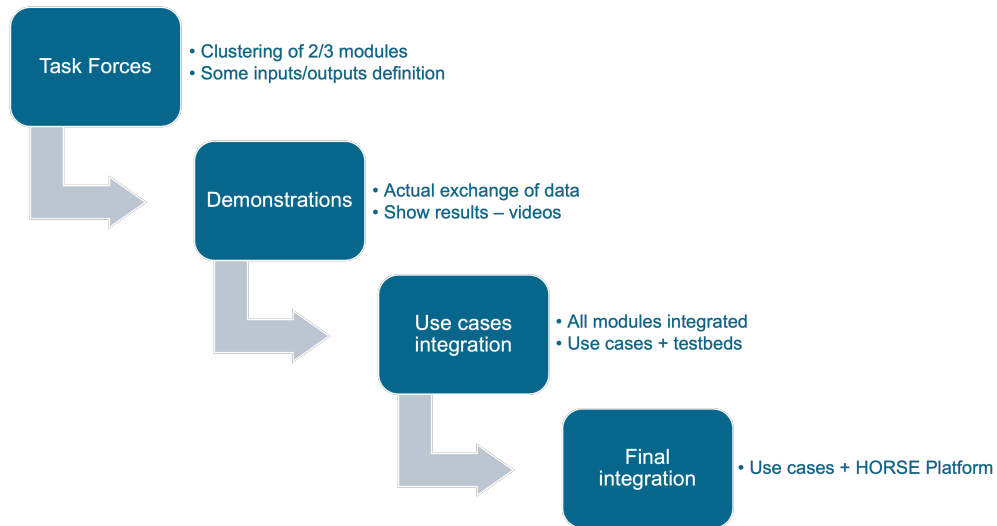 Task Forces
• Clustering of 2/3 modules
• Some inputs/outputs definition
Demonstrations
• Actual exchange of data
• Show results – videos
Use cases
integration
• All modules integrated
• Use cases + testbeds
Final
integration
• Use cases + HORSE Platform